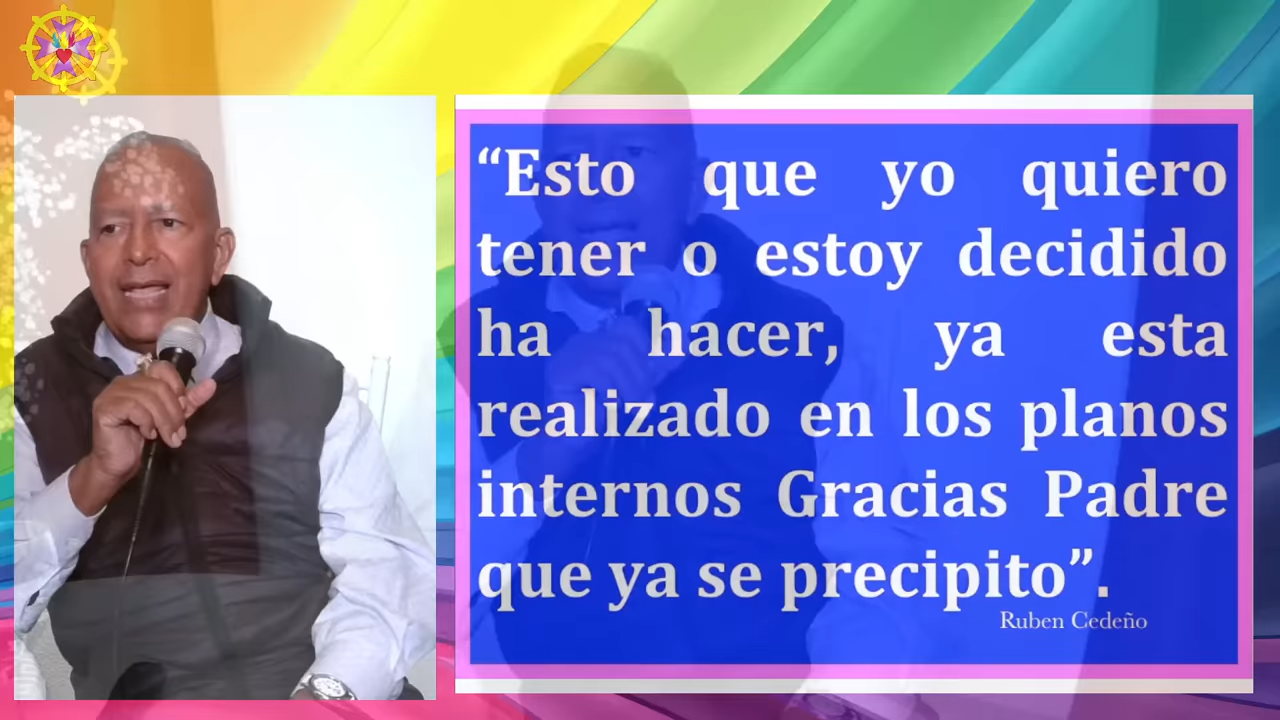 “Esto que yo quiero
tener o estoy decidido
ha hacer, ya esta
realizado en los planos
internos Gracias Padre
que ya se precipito”.
Ruben Cedeño